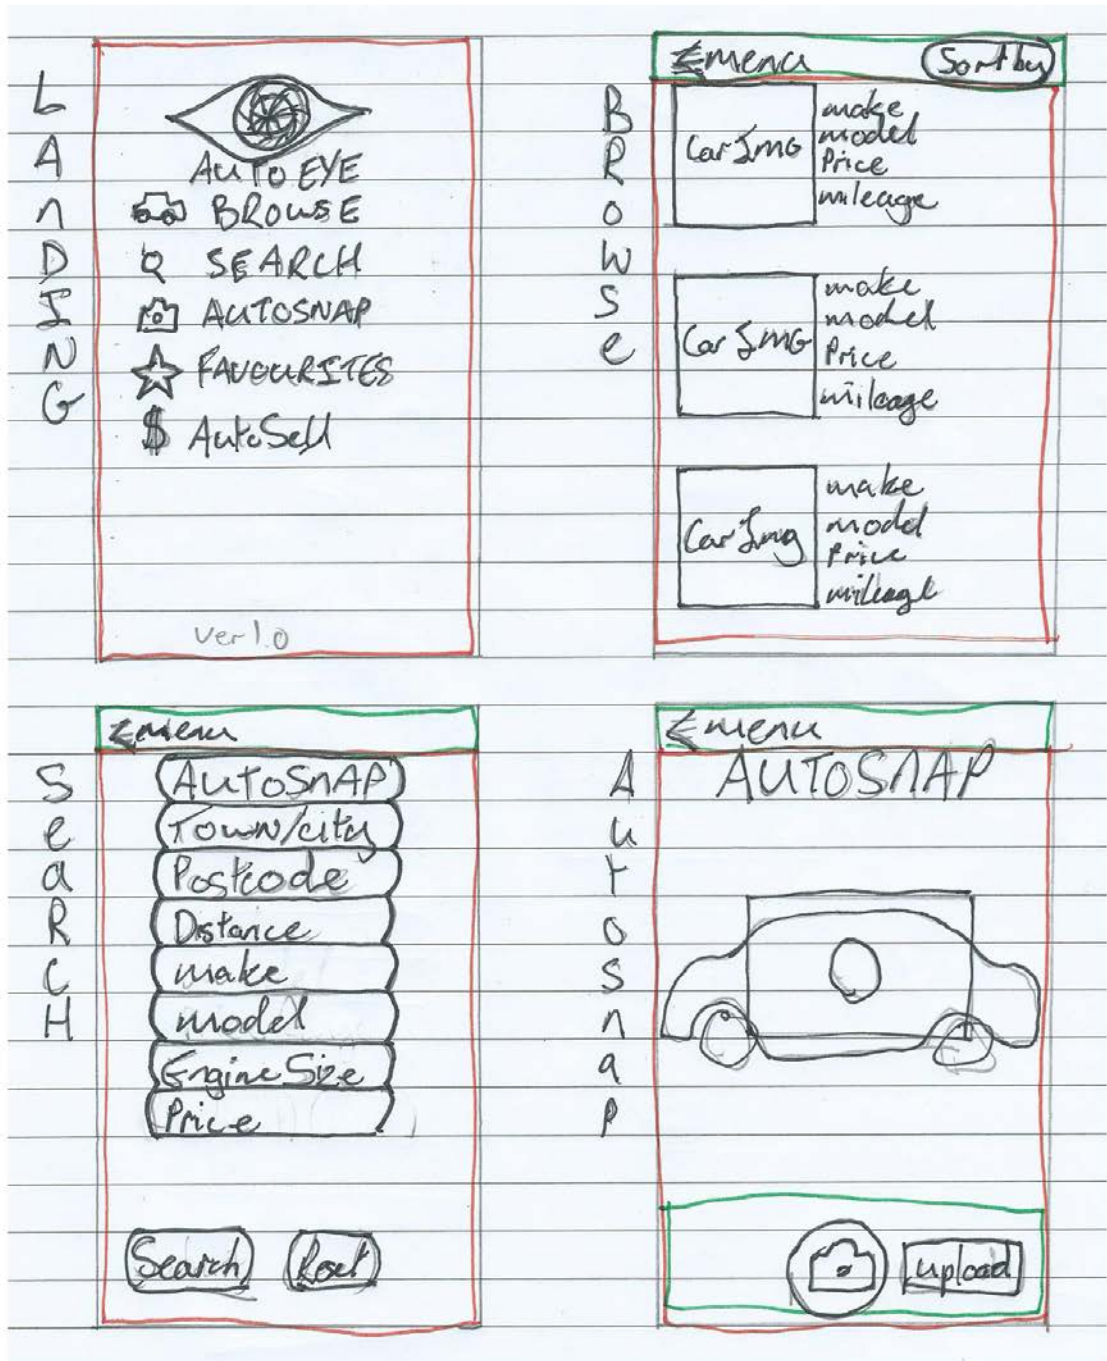 LAnDING
AUTO EYE
BROWSE
SEARCH
AUTOSNAP
FAVOURITES
$ AutoSell
Ver 1.0
BRowSe
menu
Sort by
Car Img
make
model
Price
mileage
Car Img
make
model
Price
mileage
Car Img
make
model
Price
mileage
SeaRCH
menu
AUTOSnAP
Town/city
Postcode
Distance
make
model
Engine Size
Price
Search
Reset
AuTosnap
menu
AUTOSNAP
upload